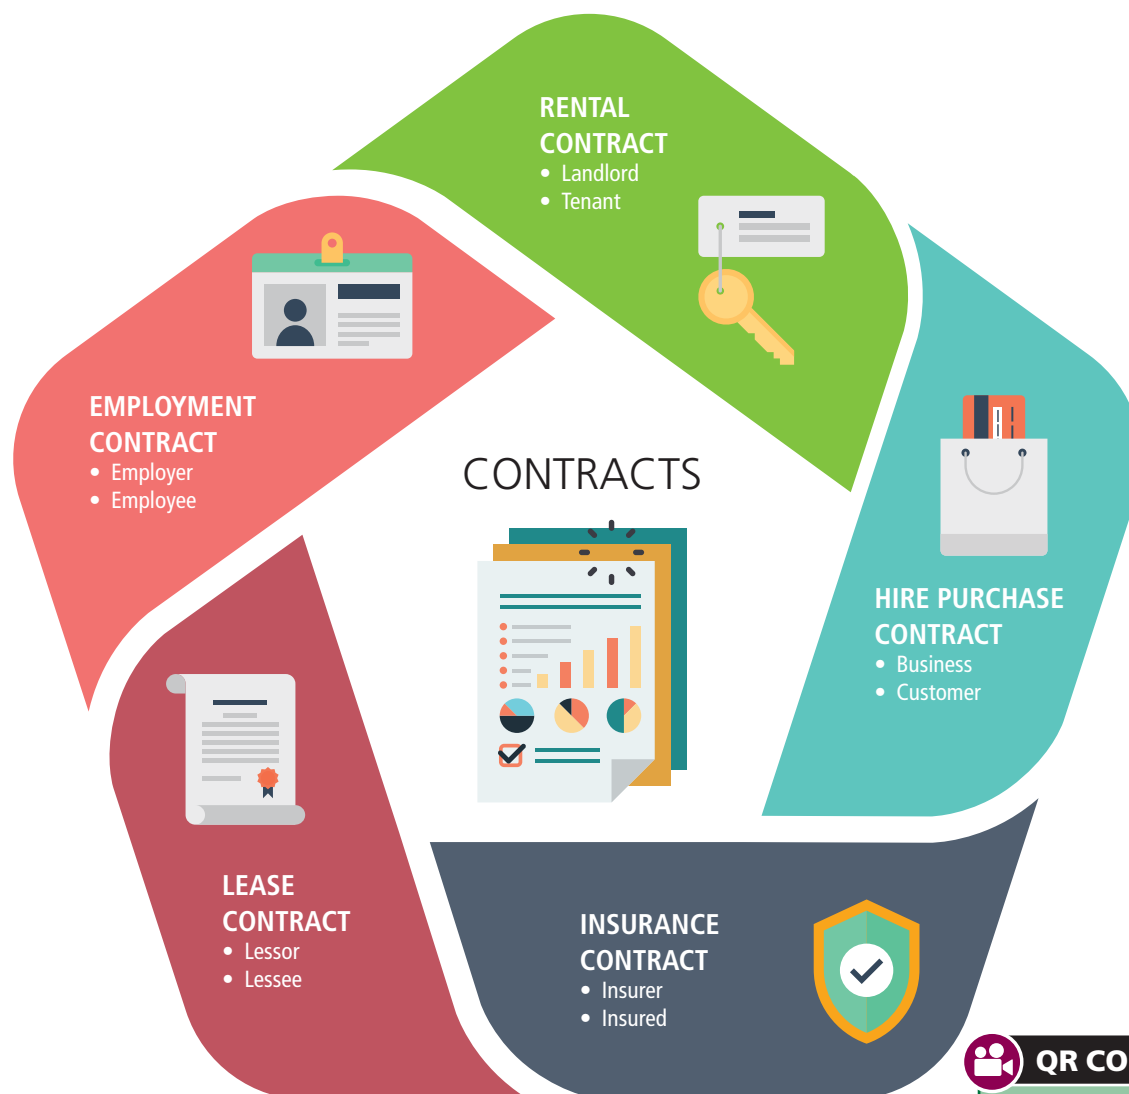 RENTAL
CONTRACT
• Landlord
• Tenant
EMPLOYMENT
CONTRACT
• Employer
• Employee
CONTRACTS
HIRE PURCHASE
CONTRACT
• Business
• Customer
LEASE
CONTRACT
• Lessor
• Lessee
INSURANCE
CONTRACT
• Insurer
• Insured
QR CO